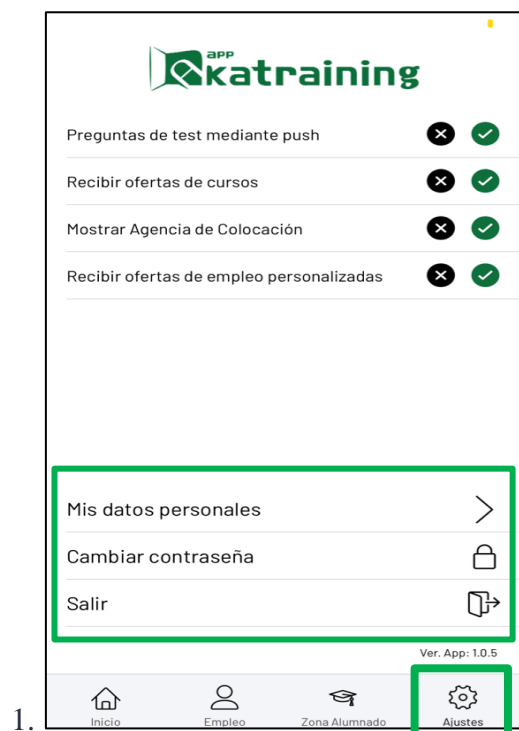 app
ekatraining
Preguntas de test mediante push
Recibir ofertas de cursos
Mostrar Agencia de Colocación
Recibir ofertas de empleo personalizadas
Mis datos personales
Cambiar contraseña
Salir
Ver. App: 1.0.5
Inicio Empleo Zona Alumnado Ajustes
1.